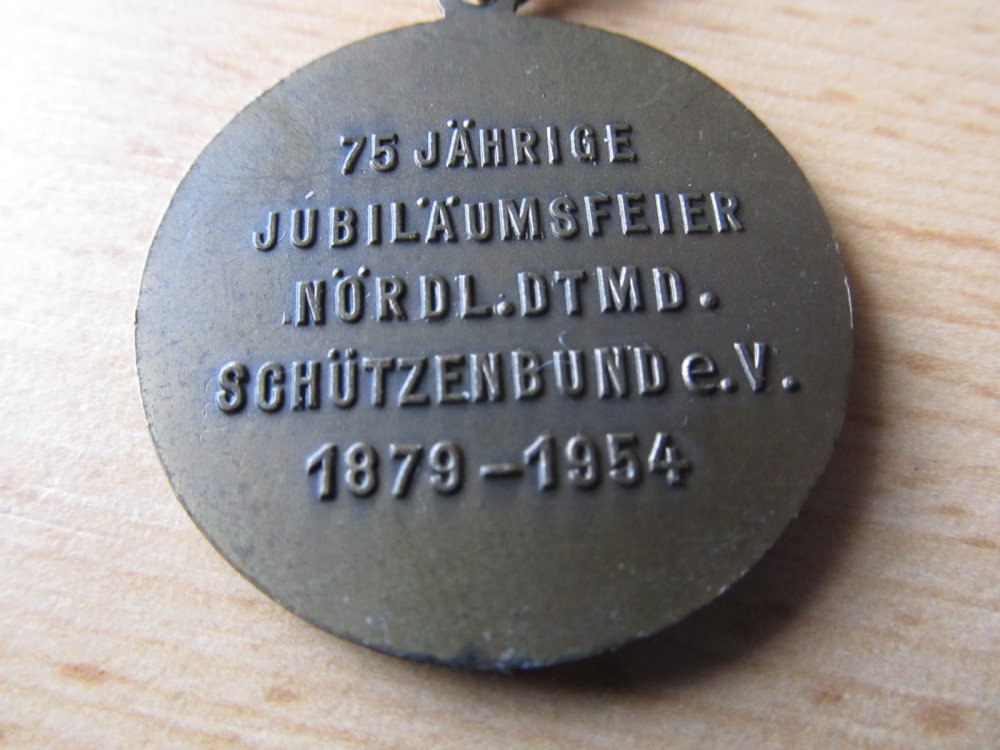 75 JÄHRIGE
JUBILÄUMSFEIER
NÖRDL.DTMD.
SCHÜTZENBUND e.V.
1879-1954